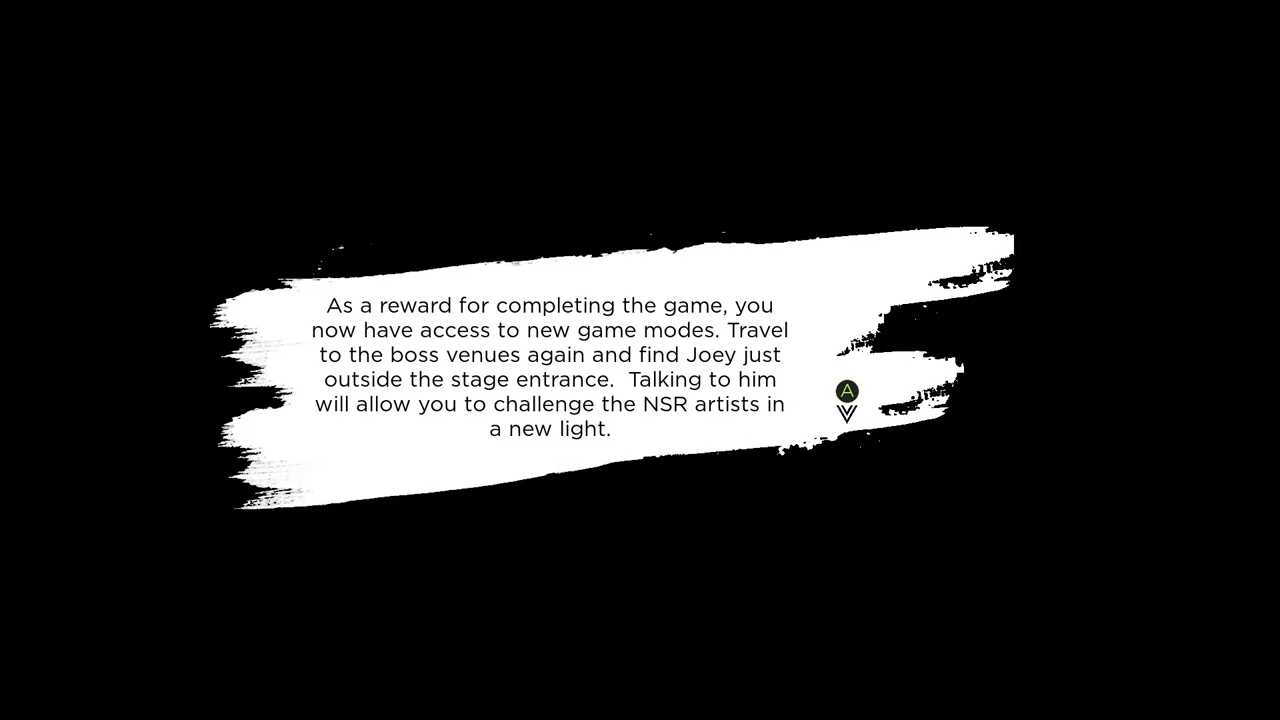 As a reward for completing the game, you
now have access to new game modes. Travel
to the boss venues again and find Joey just
outside the stage entrance.  Talking to him
will allow you to challenge the NSR artists in
a new light.
A